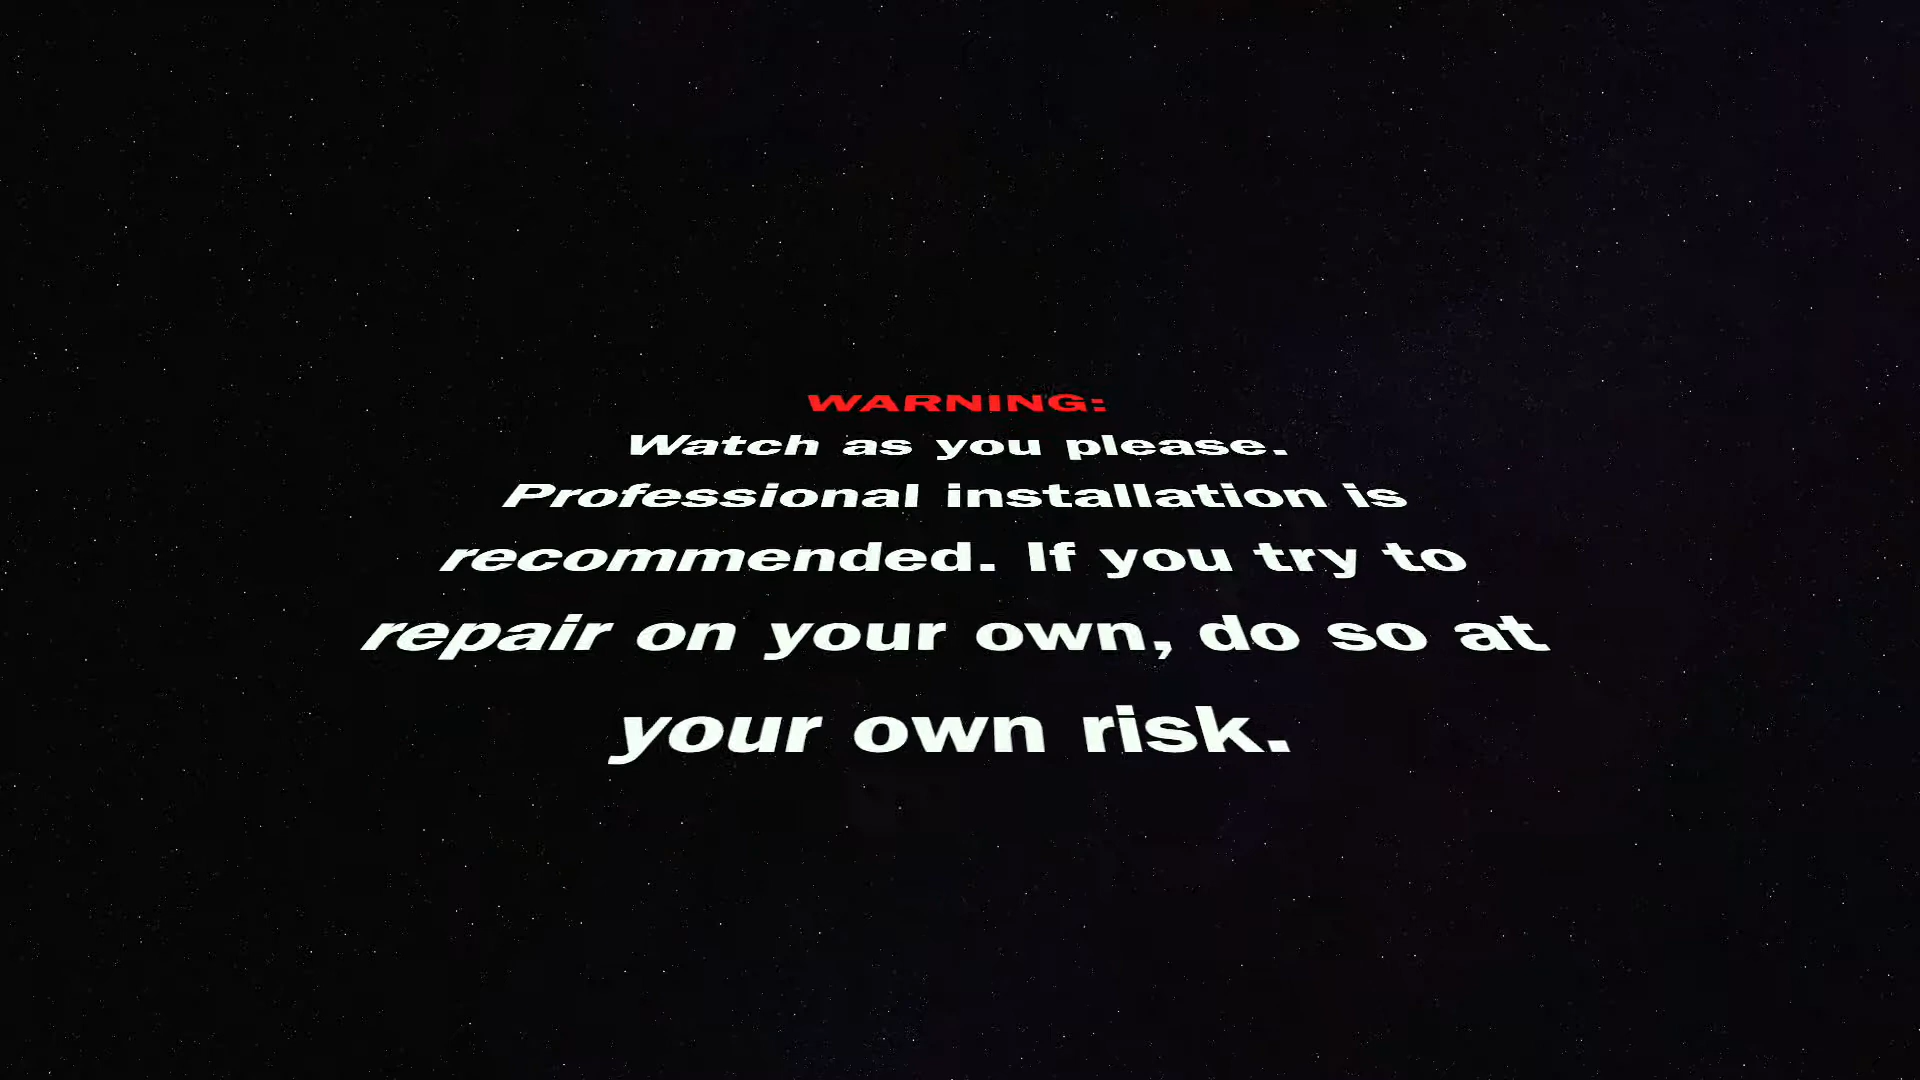 WARNING:
Watch as you please.
Professional installation is
recommended. If you try to
repair on your own, do so at
your own risk.